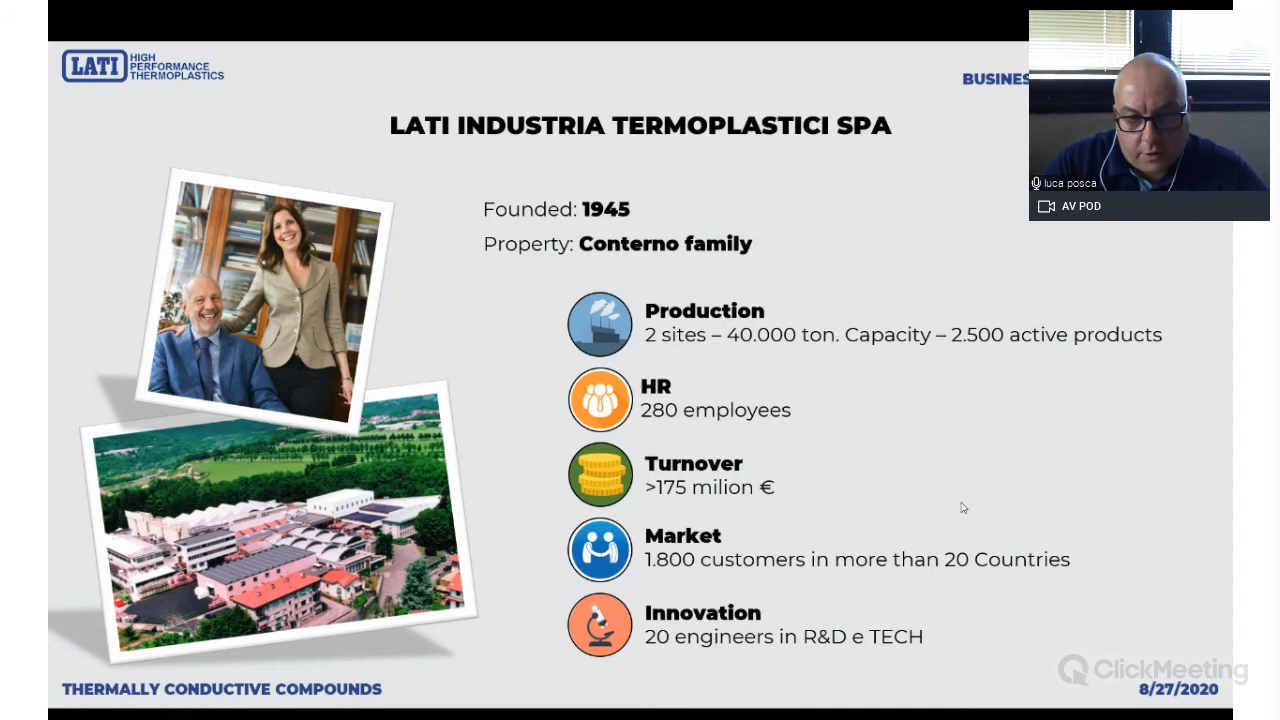 LATI
HIGH
PERFORMANCE
THERMOPLASTICS
BUSINES
LATI INDUSTRIA TERMOPLASTICI SPA
luca posca
AV POD
Founded: 1945
Property: Conterno family
Production
2 sites – 40.000 ton. Capacity – 2.500 active products
HR
280 employees
Turnover
>175 milion €
Market
1.800 customers in more than 20 Countries
Innovation
20 engineers in R&D e TECH
ClickMeeting
THERMALLY CONDUCTIVE COMPOUNDS
8/27/2020